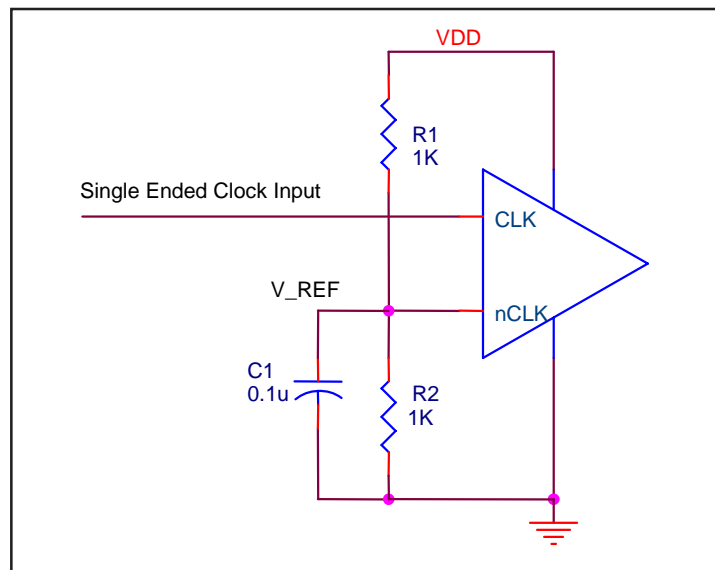 VDD
R1
1K
Single Ended Clock Input
CLK
V_REF
nCLK
C1
0.1u
R2
1K